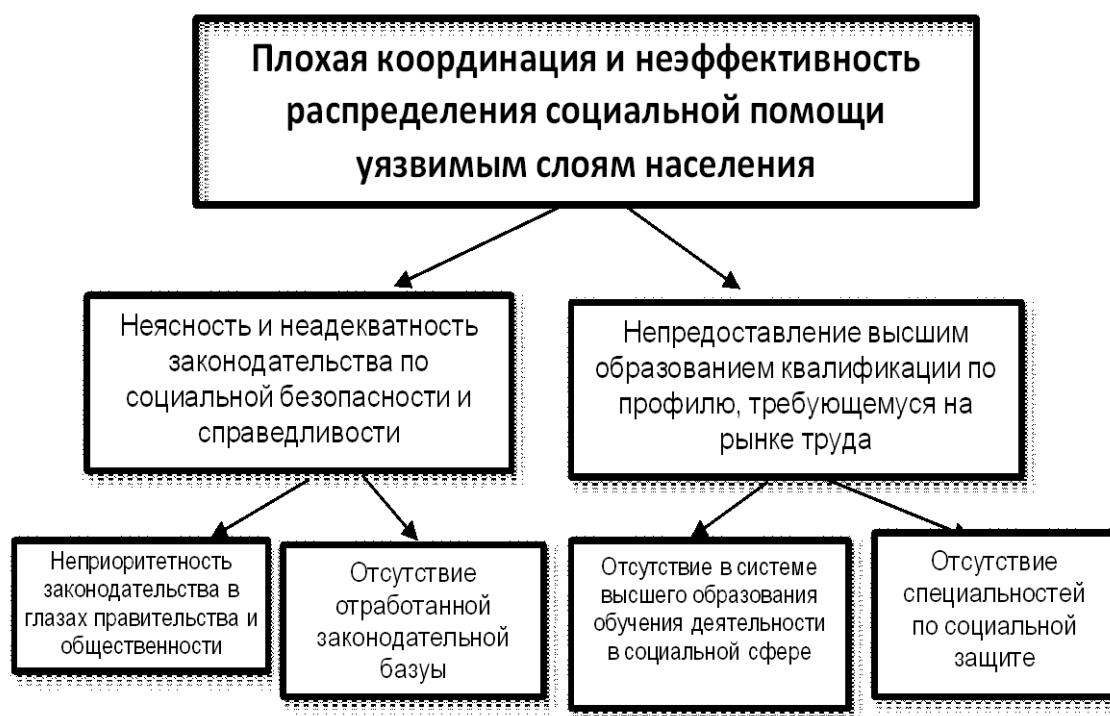 Плохая координация и неэффективность
распределения социальной помощи
уязвимым слоям населения
Неясность и неадекватность
законодательства по
социальной безопасности и
справедливости
Непредоставление высшим
образованием квалификации по
профилю, требующемуся на
рынке труда
Неприоритетность
законодательства в
глазах правительства и
общественности
Отсутствие
отработанной
законодательной
базуы
Отсутствие в системе
высшего образования
обучения деятельности
в социальной сфере
Отсутствие
специальностей
по социальной
защите